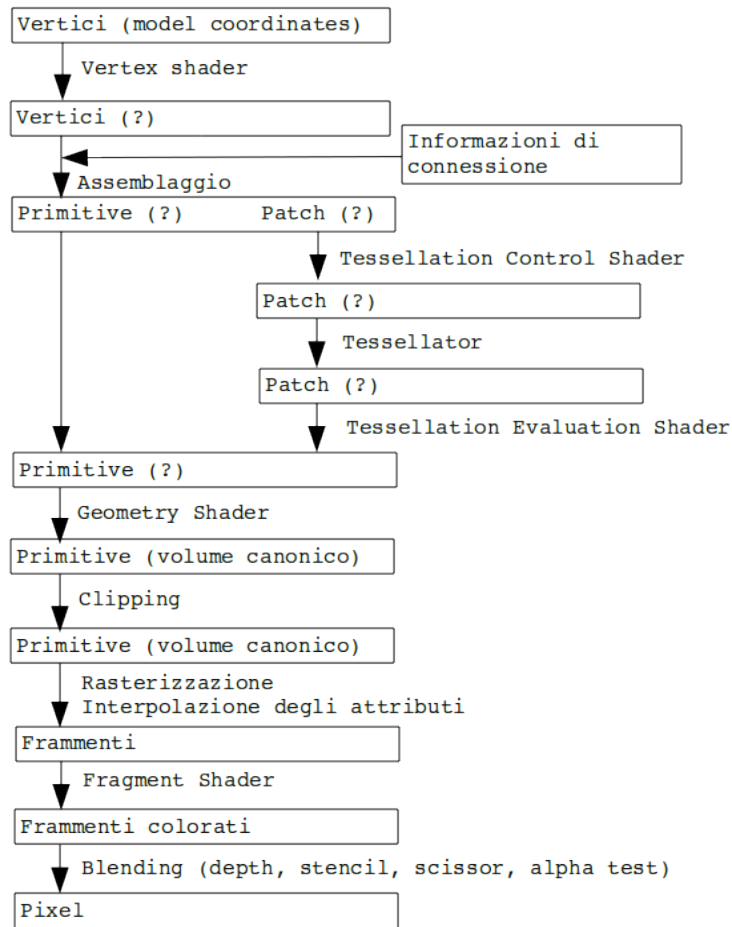 Vertici (model coordinates)
Vertex shader
Vertici (?)
Informazioni di
connessione
Assemblaggio
Primitive (?) Patch (?)
Tessellation Control Shader
Patch (?)
Tessellator
Patch (?)
Tessellation Evaluation Shader
Primitive (?)
Geometry Shader
Primitive (volume canonico)
Clipping
Primitive (volume canonico)
Rasterizzazione
Interpolazione degli attributi
Frammenti
Fragment Shader
Frammenti colorati
Blending (depth, stencil, scissor, alpha test)
Pixel